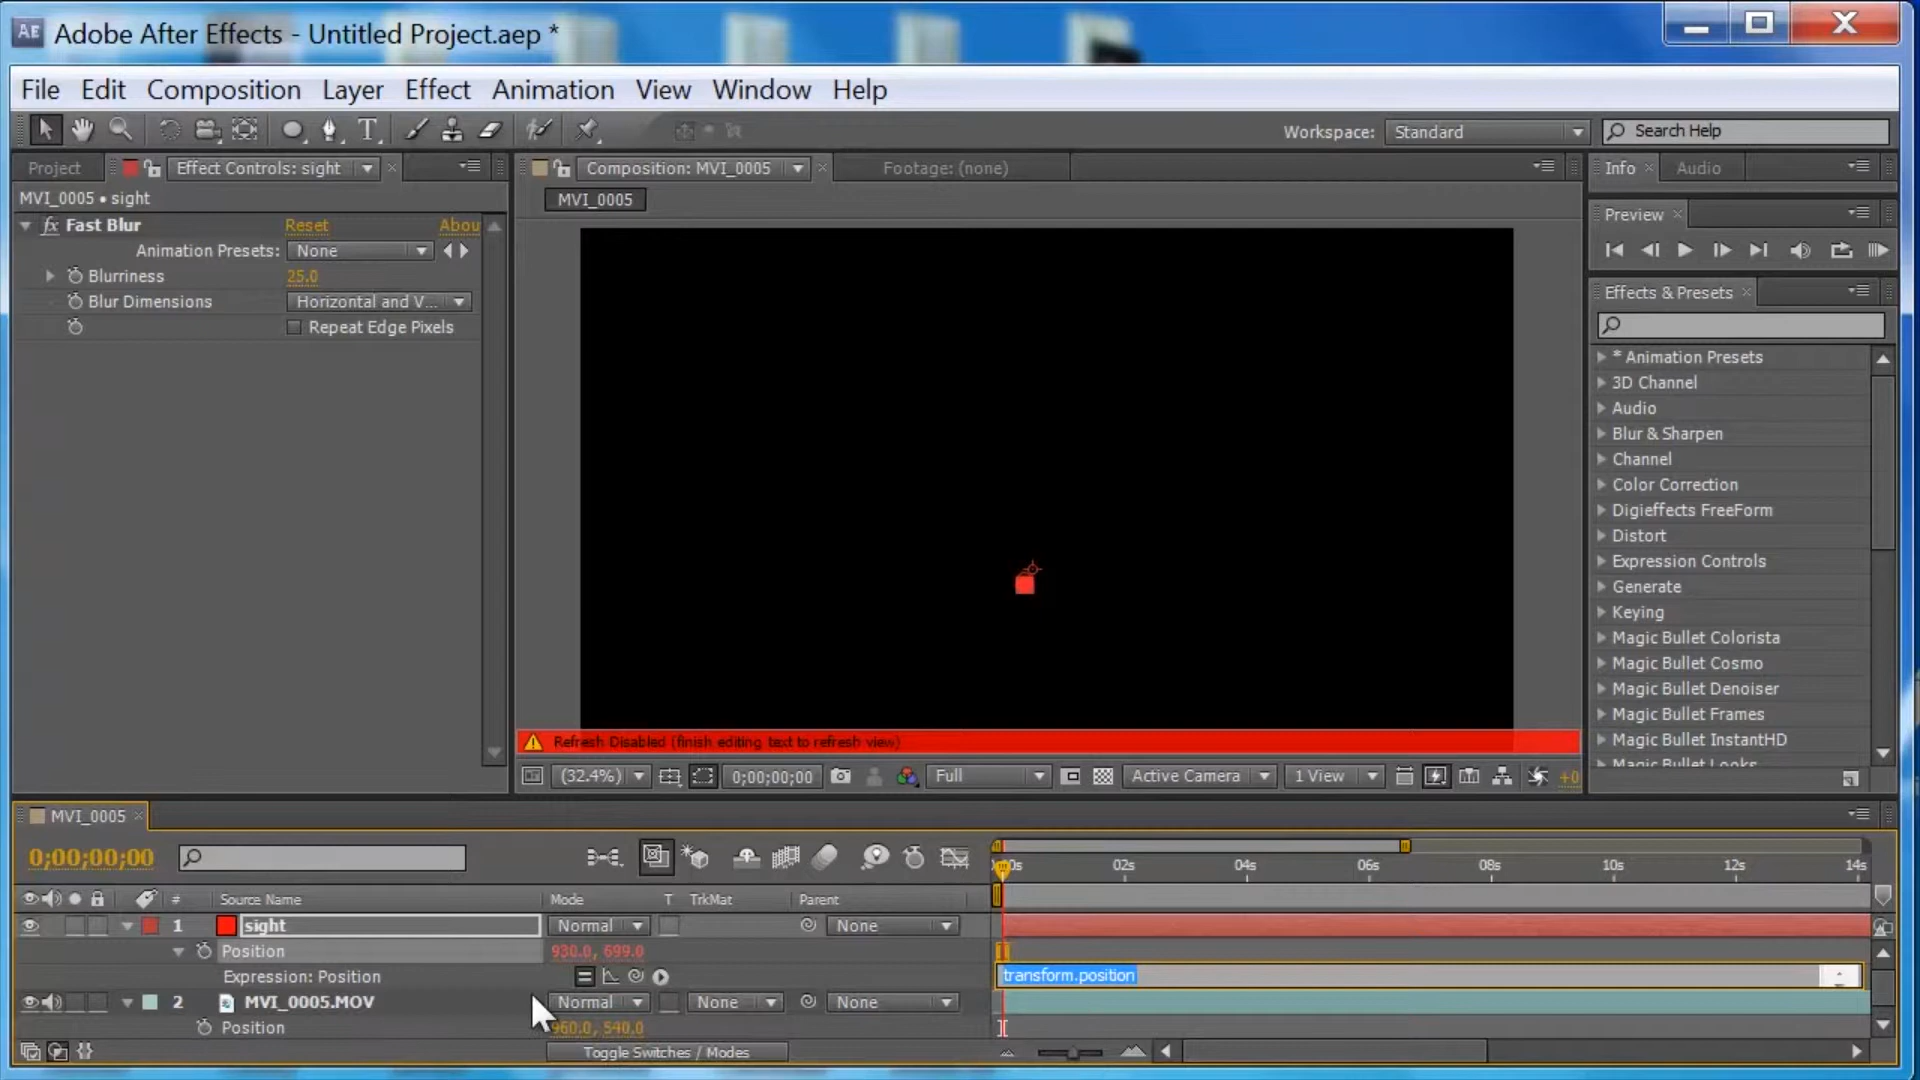 AE Adobe After Effects - Untitled Project.aep *
File Edit Composition Layer Effect Animation View Window Help
Workspace: Standard Search Help
Project Effect Controls: sight Composition: MVI_0005 Footage: (none) Info Audio
MVI_0005 • sight MVI_0005
Preview
fx Fast Blur Reset Abou
Animation Presets: None
Blurriness 25.0
Blur Dimensions Horizontal and V...
Repeat Edge Pixels
Effects & Presets
* Animation Presets
3D Channel
Audio
Blur & Sharpen
Channel
Color Correction
Digieffects FreeForm
Distort
Expression Controls
Generate
Keying
Magic Bullet Colorista
Magic Bullet Cosmo
Magic Bullet Denoiser
Magic Bullet Frames
Magic Bullet InstantHD
Magic Bullet Looks
Refresh Disabled (finish editing text to refresh view)
(32.4%) 0;00;00;00 Full Active Camera 1 View +0
MVI_0005
0;00;00;00
02s 04s 06s 08s 10s 12s 14s
# Source Name Mode T TrkMat Parent
1 sight Normal None
Position 930.0, 699.0
Expression: Position transform.position
2 MVI_0005.MOV Normal None None
Position 960.0, 540.0
Toggle Switches / Modes